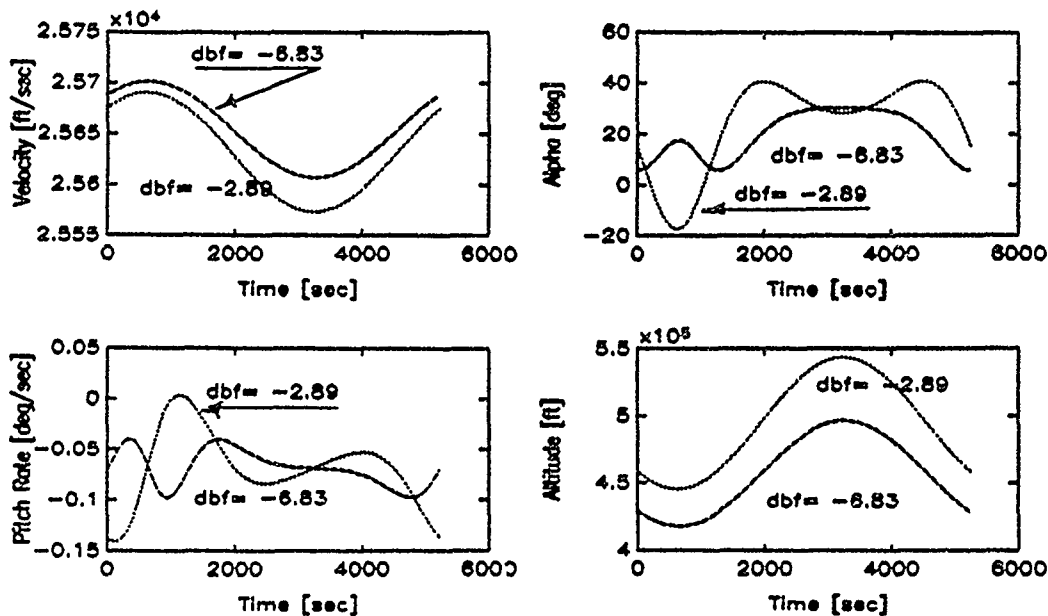 ×10⁴
2.575
2.57
2.565
2.56
2.555
Velocity [ft/sec]
dbf= -6.83
dbf= -2.89
0 2000 4000 6000
Time [sec]
60
40
20
0
-20
Alpha [deg]
dbf= -6.83
dbf= -2.89
0 2000 4000 6000
Time [sec]
0.05
0
-0.05
-0.1
-0.15
Pitch Rate [deg/sec]
dbf= -2.89
dbf= -6.83
0 2000 4000 6000
Time [sec]
×10⁵
5.5
5
4.5
4
Altitude [ft]
dbf= -2.89
dbf= -6.83
0 2000 4000 6000
Time [sec]